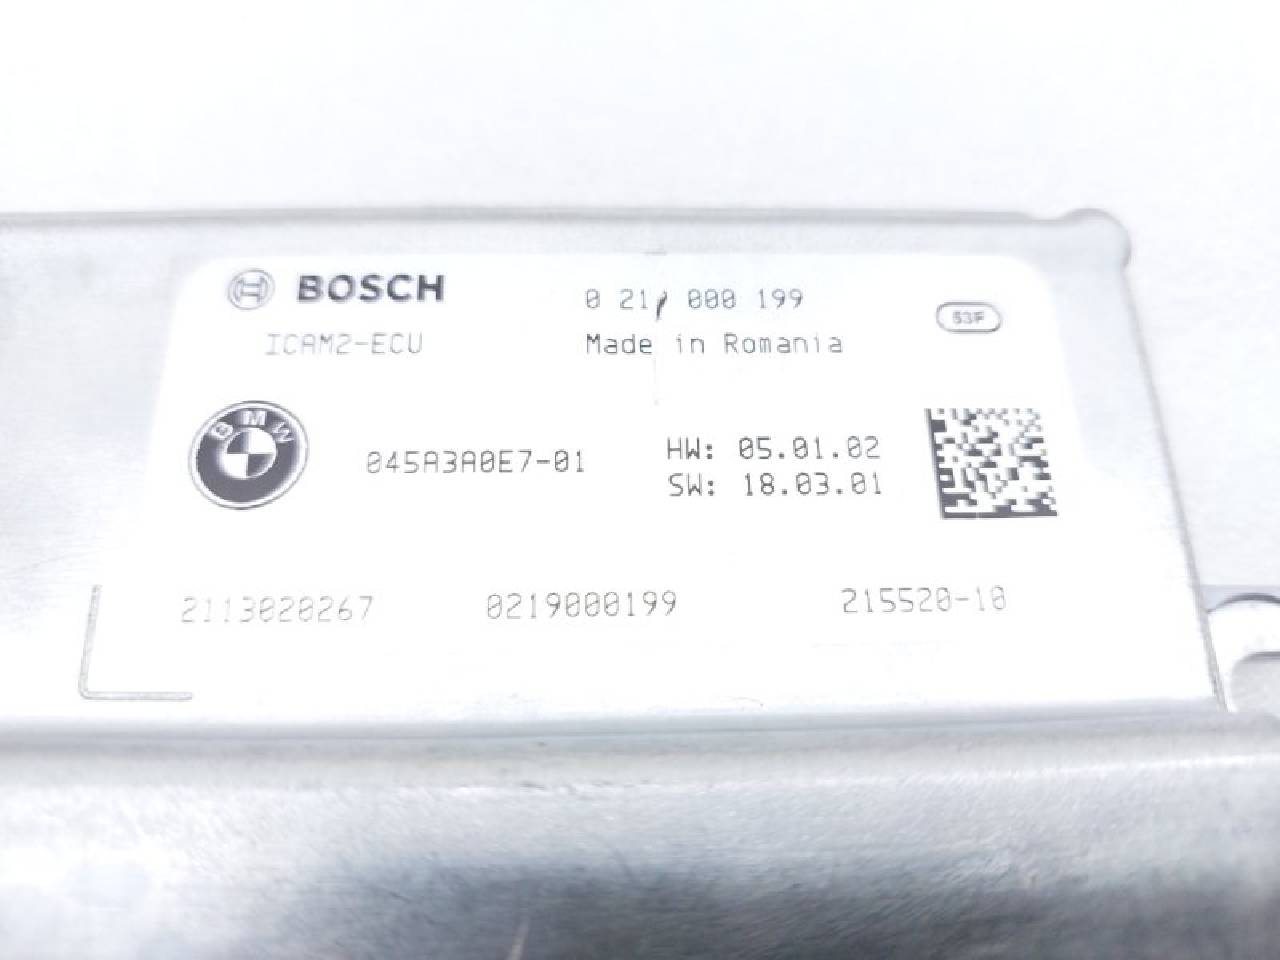 BOSCH
0 21 000 199
ICAM2-ECU
Made in Romania
53F
BMW
045A3A0E7-01
HW: 05.01.02
SW: 18.03.01
2113020267
0219000199
215520-10